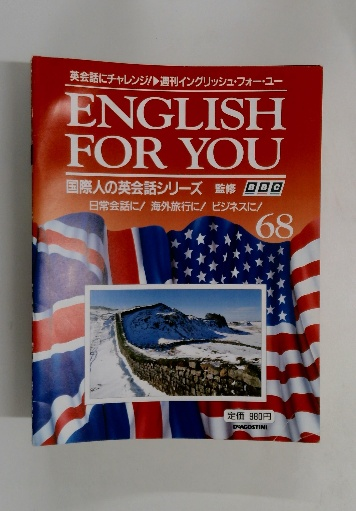 英会話にチャレンジ!▶週刊イングリッシュ・フォー・ユー
ENGLISH
FOR YOU
国際人の英会話シリーズ 監修 BBC
日常会話に! 海外旅行に! ビジネスに!
68
定価 980円
DeAGOSTINI